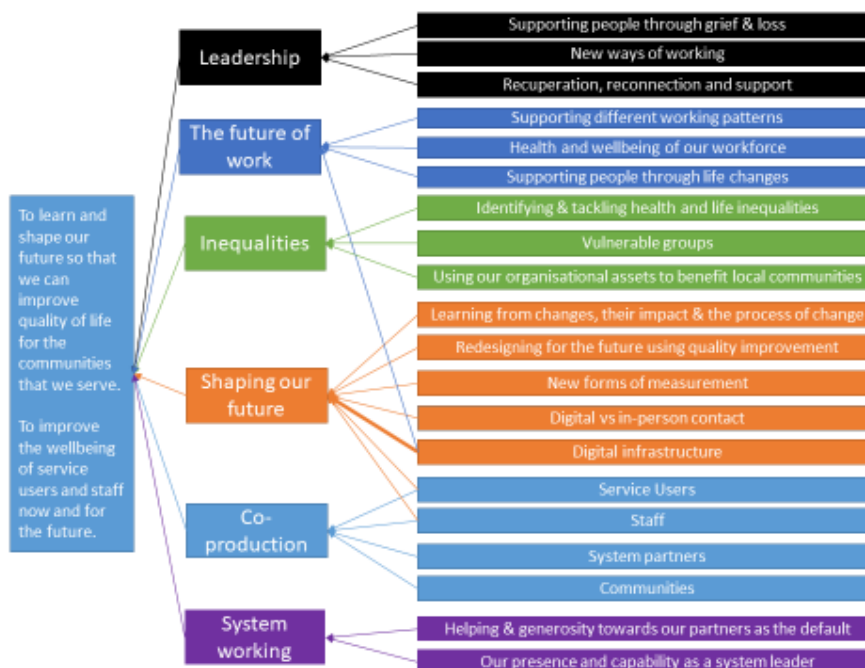 To learn and
shape our
future so that
we can
improve
quality of life
for the
communities
that we serve.
To improve
the wellbeing
of service
users and staff
now and for
the future.
Leadership
Supporting people through grief & loss
New ways of working
Recuperation, reconnection and support
The future of
work
Supporting different working patterns
Health and wellbeing of our workforce
Supporting people through life changes
Inequalities
Identifying & tackling health and life inequalities
Vulnerable groups
Using our organisational assets to benefit local communities
Shaping our
future
Learning from changes, their impact & the process of change
Redesigning for the future using quality improvement
New forms of measurement
Digital vs in-person contact
Digital infrastructure
Co-
production
Service Users
Staff
System partners
Communities
System
working
Helping & generosity towards our partners as the default
Our presence and capability as a system leader